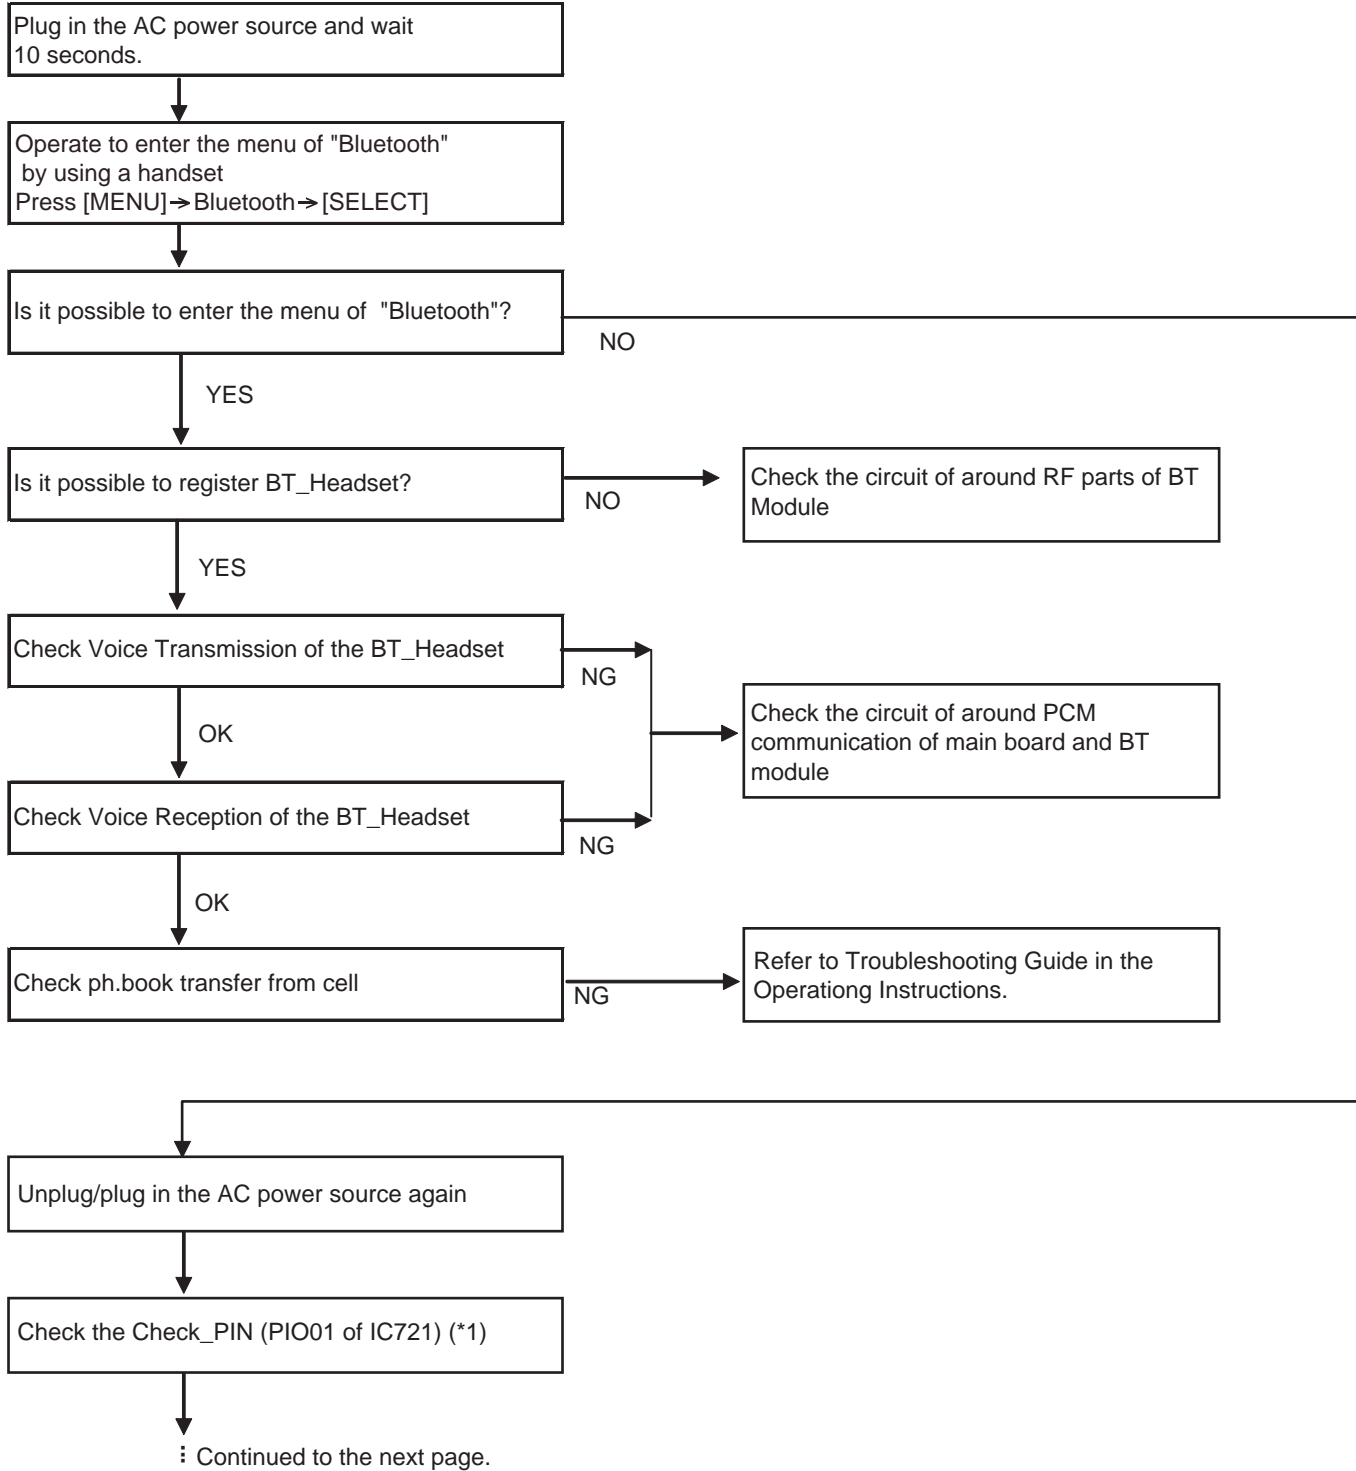 Plug in the AC power source and wait
10 seconds.
Operate to enter the menu of "Bluetooth"
by using a handset
Press [MENU]→Bluetooth→[SELECT]
Is it possible to enter the menu of "Bluetooth"?
NO
YES
Is it possible to register BT_Headset?
NO
Check the circuit of around RF parts of BT
Module
YES
Check Voice Transmission of the BT_Headset
NG
OK
Check the circuit of around PCM
communication of main board and BT
module
Check Voice Reception of the BT_Headset
NG
OK
Check ph.book transfer from cell
NG
Refer to Troubleshooting Guide in the
Operationg Instructions.
Unplug/plug in the AC power source again
Check the Check_PIN (PIO01 of IC721) (*1)
Continued to the next page.